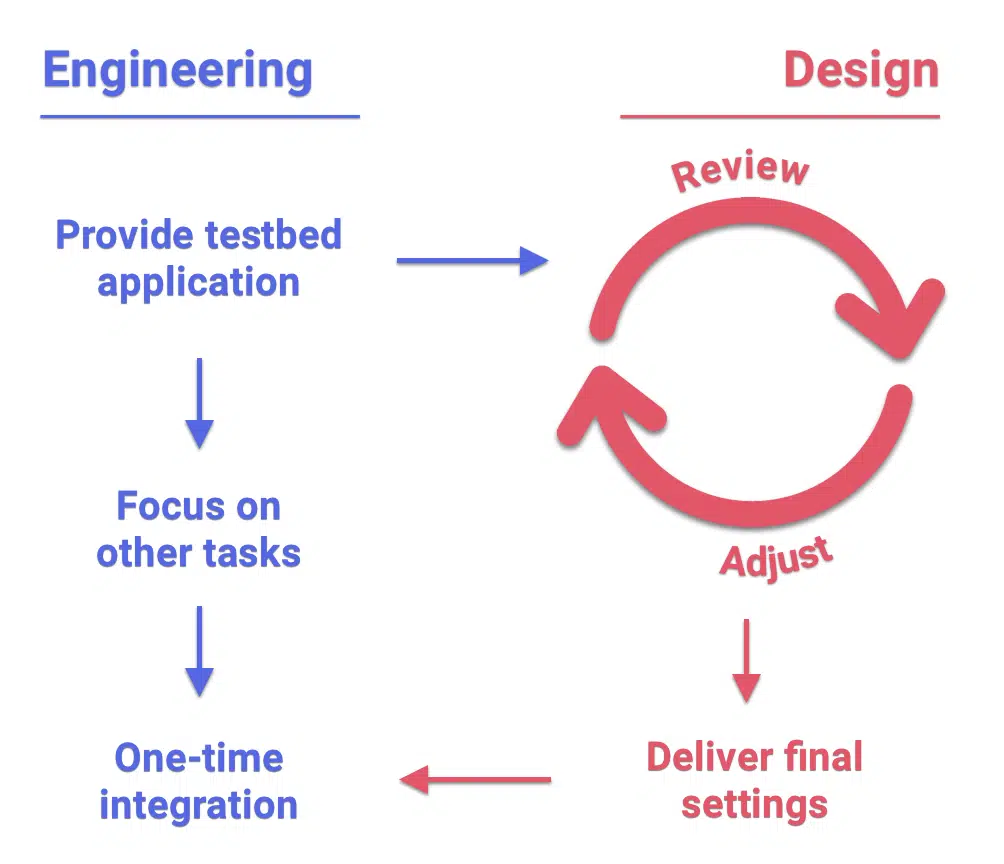 Engineering
Design
Review
Provide testbed
application
Focus on
other tasks
Adjust
One-time
integration
Deliver final
settings